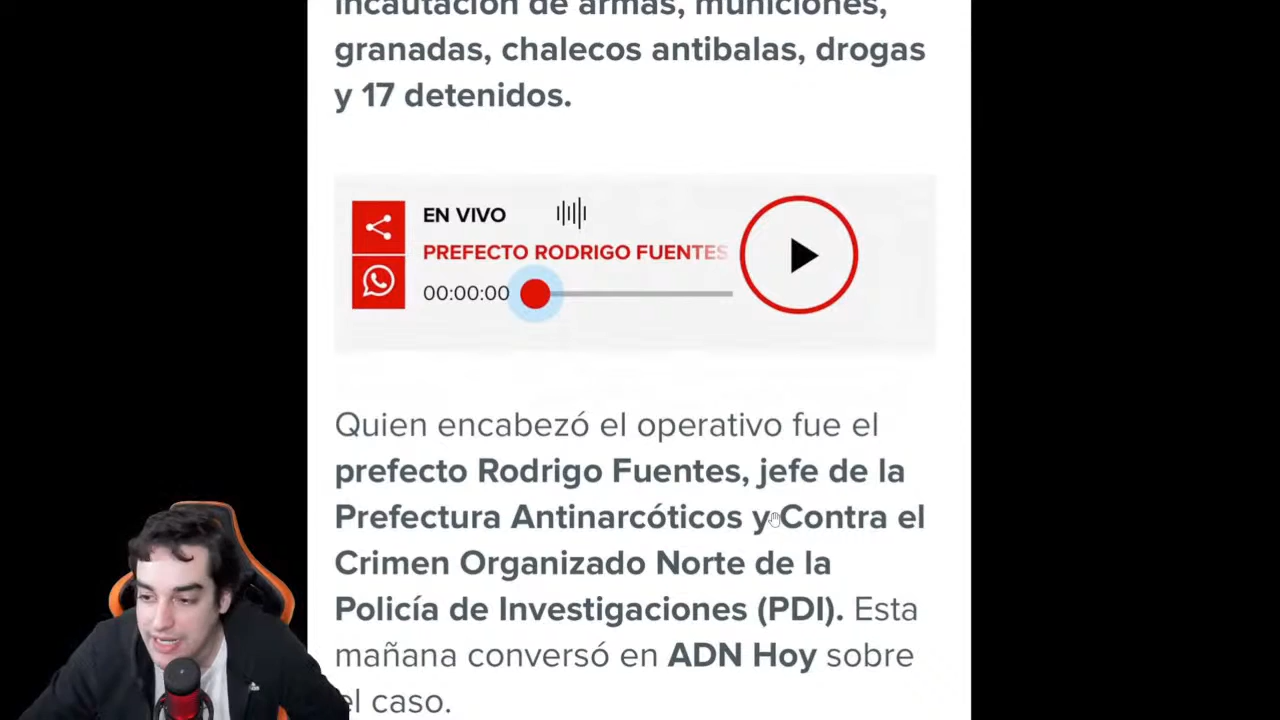 incautación de armas, municiones,
granadas, chalecos antibalas, drogas
y 17 detenidos.
EN VIVO
PREFECTO RODRIGO FUENTES
00:00:00
Quien encabezó el operativo fue el
prefecto Rodrigo Fuentes, jefe de la
Prefectura Antinarcóticos y Contra el
Crimen Organizado Norte de la
Policía de Investigaciones (PDI). Esta
mañana conversó en ADN Hoy sobre
el caso.